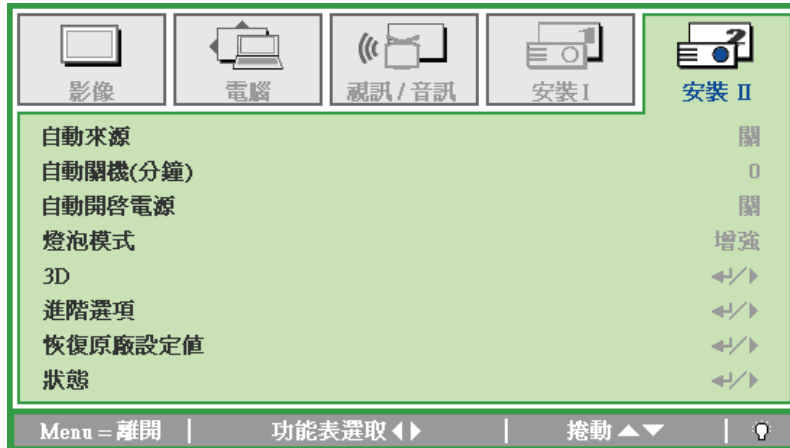 影像
電腦
視訊 / 音訊
安裝 I
2
安裝 II
自動來源 關
自動關機(分鐘) 0
自動開啓電源 關
燈泡模式 增強
3D ◄┘/▶
進階選項 ◄┘/▶
恢復原廠設定值 ◄┘/▶
狀態 ◄┘/▶
Menu = 離開 | 功能表選取 ◀▶ | 捲動 ▲▼ |